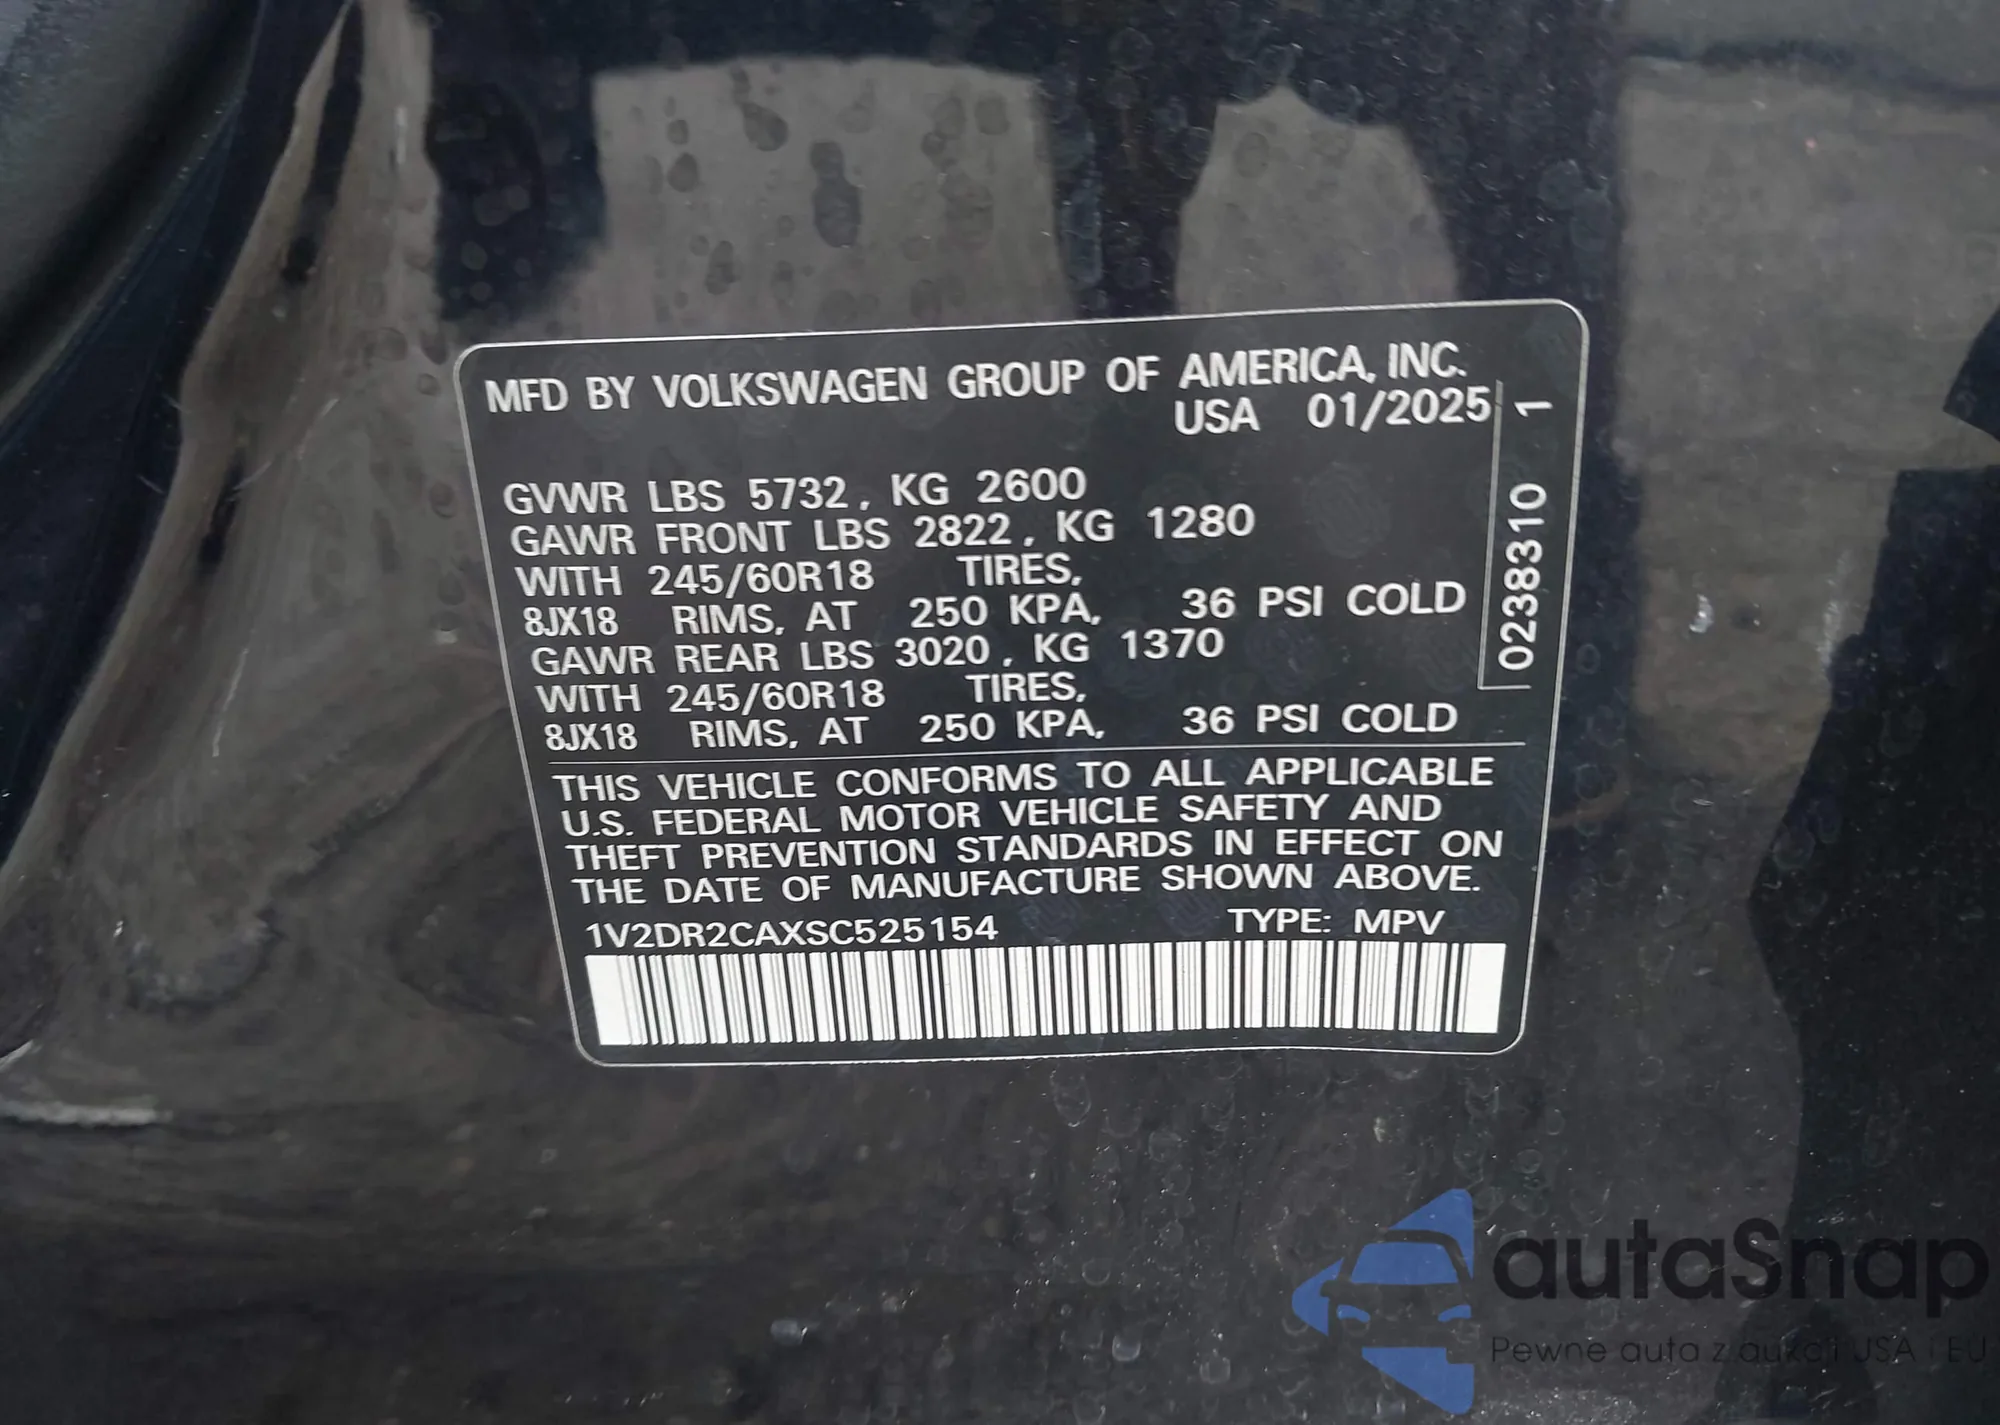 MFD BY VOLKSWAGEN GROUP OF AMERICA, INC.
USA 01/2025
GVWR LBS 5732, KG 2600
GAWR FRONT LBS 2822, KG 1280
WITH 245/60R18 TIRES,
8JX18 RIMS, AT 250 KPA, 36 PSI COLD
GAWR REAR LBS 3020, KG 1370
WITH 245/60R18 TIRES,
8JX18 RIMS, AT 250 KPA, 36 PSI COLD
0238310 1
THIS VEHICLE CONFORMS TO ALL APPLICABLE
U.S. FEDERAL MOTOR VEHICLE SAFETY AND
THEFT PREVENTION STANDARDS IN EFFECT ON
THE DATE OF MANUFACTURE SHOWN ABOVE.
1V2DR2CAXSC525154 TYPE: MPV
autaSnap
Pewne auta z aukcji USA i EU